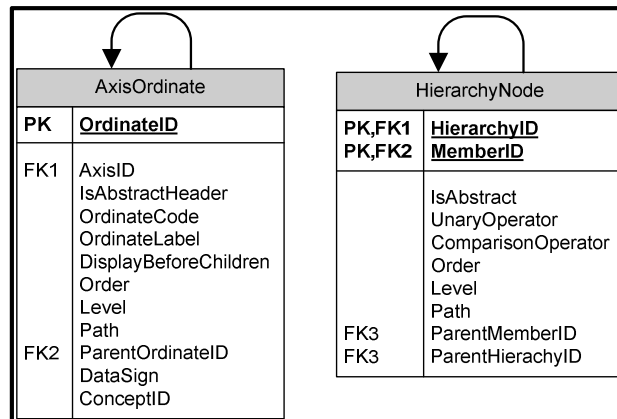 AxisOrdinate
PK OrdinateID
FK1 AxisID
IsAbstractHeader
OrdinateCode
OrdinateLabel
DisplayBeforeChildren
Order
Level
Path
FK2 ParentOrdinateID
DataSign
ConceptID
HierarchyNode
PK,FK1 HierarchyID
PK,FK2 MemberID
IsAbstract
UnaryOperator
ComparisonOperator
Order
Level
Path
FK3 ParentMemberID
FK3 ParentHierachyID